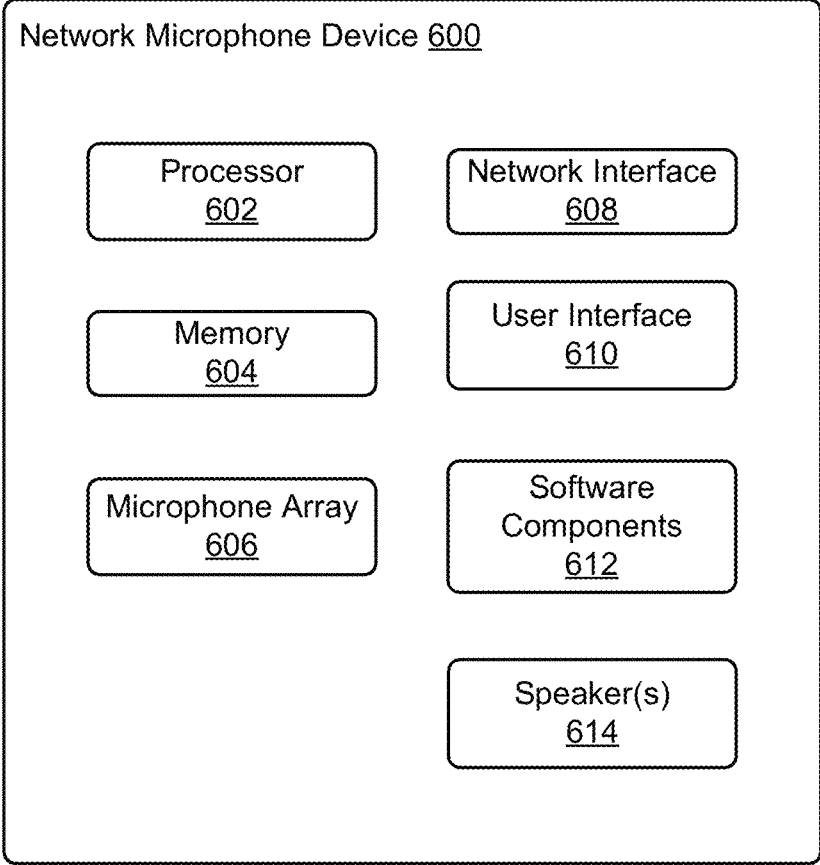 Network Microphone Device 600
Processor
602
Network Interface
608
Memory
604
User Interface
610
Microphone Array
606
Software
Components
612
Speaker(s)
614